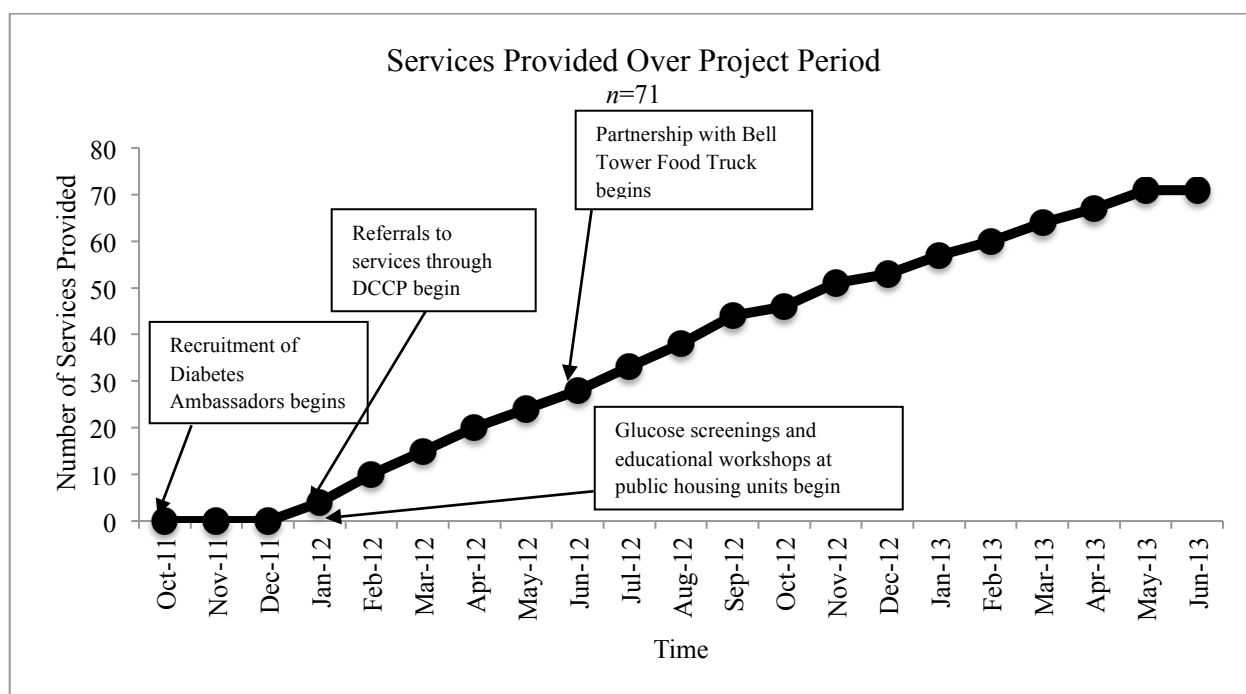 Services Provided Over Project Period
n=71
Partnership with Bell
Tower Food Truck
begins
Referrals to
services through
DCCP begin
Recruitment of
Diabetes
Ambassadors begins
Glucose screenings and
educational workshops at
public housing units begin
Number of Services Provided
80
70
60
50
40
30
20
10
0
Oct-11
Nov-11
Dec-11
Jan-12
Feb-12
Mar-12
Apr-12
May-12
Jun-12
Jul-12
Aug-12
Sep-12
Oct-12
Nov-12
Dec-12
Jan-13
Feb-13
Mar-13
Apr-13
May-13
Jun-13
Time